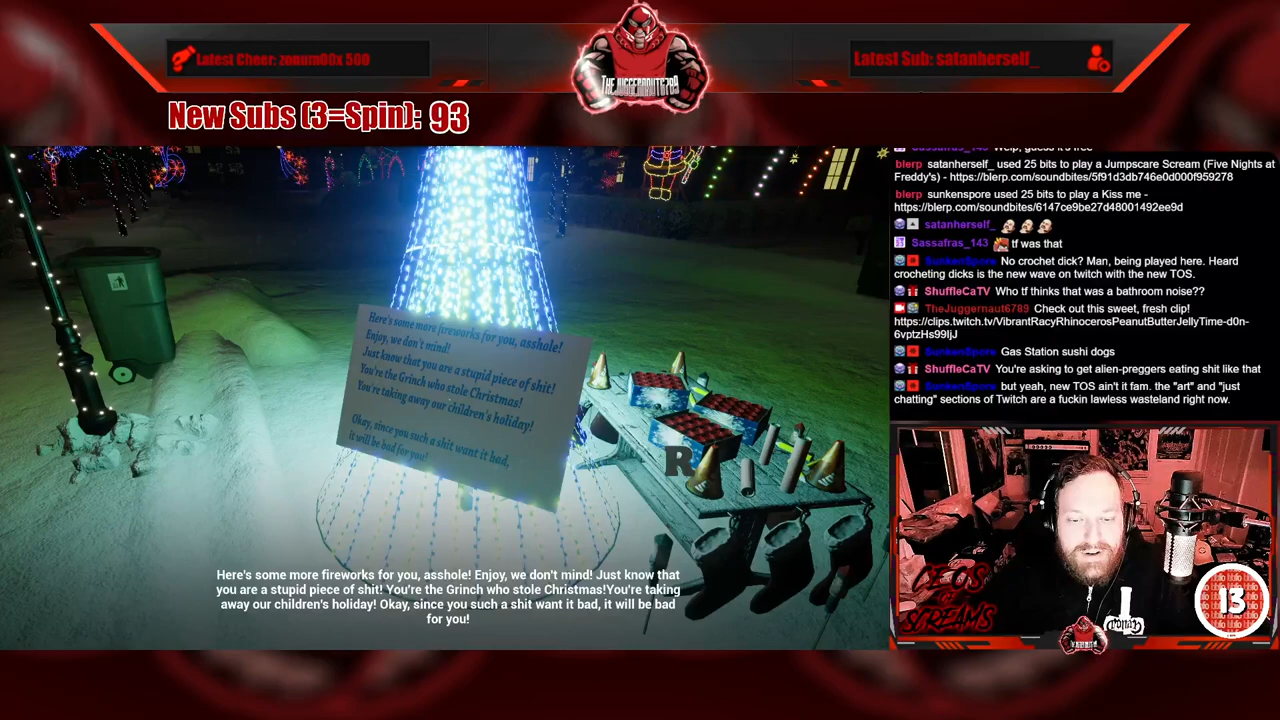 Latest Cheer: zonum00x 500
THEJUGGERNAUT6789
Latest Sub: satanherself_
New Subs (3=Spin): 93
blerp satanherself_ used 25 bits to play a Jumpscare Scream (Five Nights at
Freddy's) - https://blerp.com/soundbites/5f91d3db746e0d000f959278
blerp sunkenspore used 25 bits to play a Kiss me -
https://blerp.com/soundbites/6147ce9be27d48001492ee9d
satanherself_
Sassafras_143 tf was that
SunkenSpore No crochet dick? Man, being played here. Heard
crocheting dicks is the new wave on twitch with the new TOS.
ShuffleCaTV Who tf thinks that was a bathroom noise??
TheJuggernaut6789 Check out this sweet, fresh clip!
https://clips.twitch.tv/VibrantRacyRhinocerosPeanutButterJellyTime-d0n-
6vptzHs99IjJ
SunkenSpore Gas Station sushi dogs
ShuffleCaTV You're asking to get alien-preggers eating shit like that
SunkenSpore but yeah, new TOS ain't it fam. the "art" and "just
chatting" sections of Twitch are a fuckin lawless wasteland right now.
Here's some more fireworks for you, asshole!
Enjoy, we don't mind!
Just know that you are a stupid piece of shit!
You're the Grinch who stole Christmas!
You're taking away our children's holiday!
Okay, since you such a shit want it bad,
it will be bad for you!
R
Here's some more fireworks for you, asshole! Enjoy, we don't mind! Just know that
you are a stupid piece of shit! You're the Grinch who stole Christmas!You're taking
away our children's holiday! Okay, since you such a shit want it bad, it will be bad
for you!
SCREAMS
13